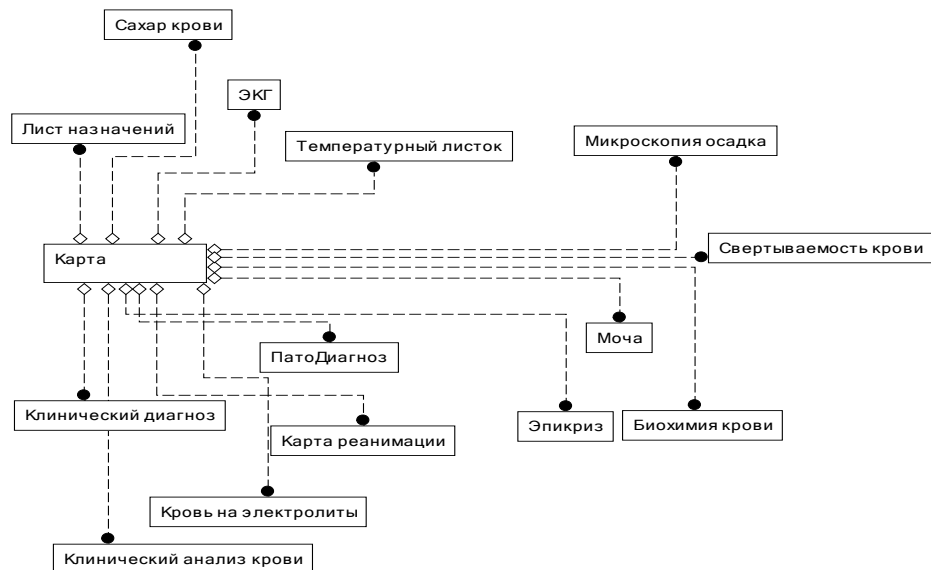 Сахар крови
ЭКГ
Лист назначений
Температурный листок
Микроскопия осадка
Свертываемость крови
Карта
Моча
ПатоДиагноз
Клинический диагноз
Эпикриз
Биохимия крови
Карта реанимации
Кровь на электролиты
Клинический анализ крови